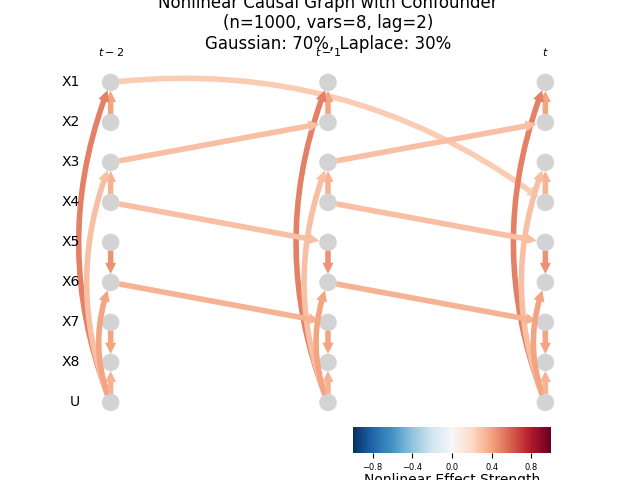 Nonlinear Causal Graph with Confounder
(n=1000, vars=8, lag=2)
Gaussian: 70%, Laplace: 30%
t − 2
t − 1
t
X1
X2
X3
X4
X5
X6
X7
X8
U
−0.8 −0.4 0.0 0.4 0.8
Nonlinear Effect Strength